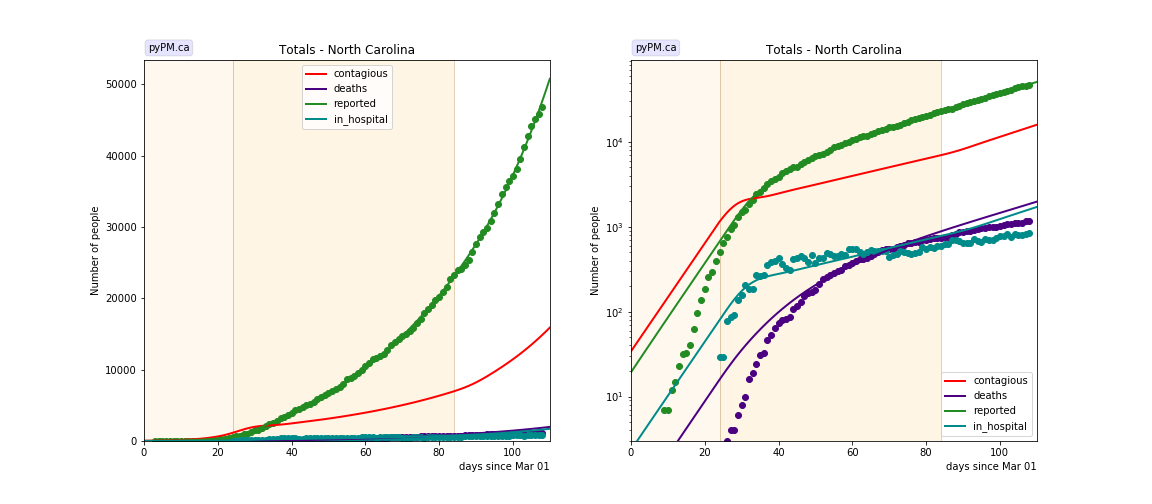 pyPM.ca
Totals - North Carolina
Number of people
50000
40000
30000
20000
10000
0
contagious
deaths
reported
in_hospital
0 20 40 60 80 100
days since Mar 01
pyPM.ca
Totals - North Carolina
Number of people
10^4
10^3
10^2
10^1
contagious
deaths
reported
in_hospital
0 20 40 60 80 100
days since Mar 01